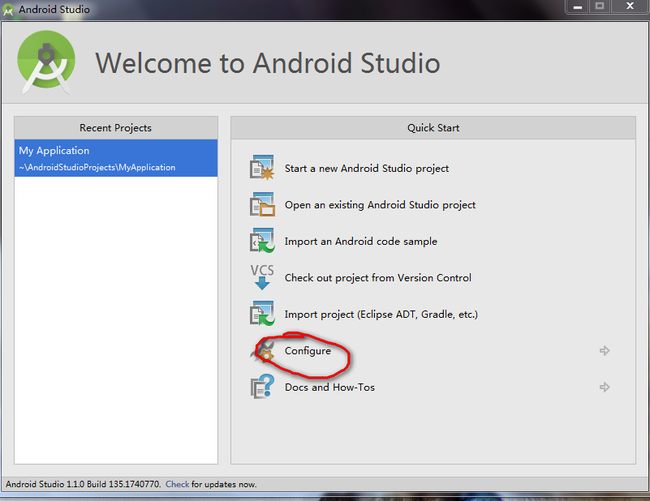 Android Studio
Welcome to Android Studio
Recent Projects
My Application
~\AndroidStudioProjects\MyApplication
Quick Start
Start a new Android Studio project
Open an existing Android Studio project
Import an Android code sample
VCS
Check out project from Version Control
Import project (Eclipse ADT, Gradle, etc.)
Configure
Docs and How-Tos
Android Studio 1.1.0 Build 135.1740770. Check for updates now.